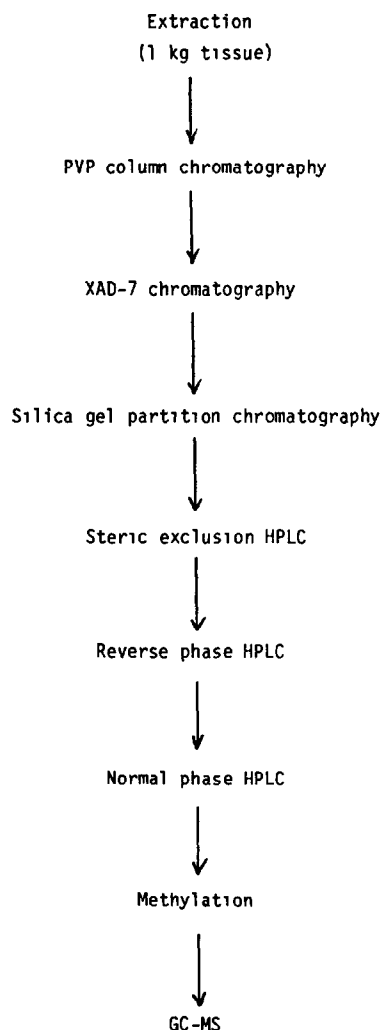 Extraction
(1 kg tissue)
PVP column chromatography
XAD-7 chromatography
Silica gel partition chromatography
Steric exclusion HPLC
Reverse phase HPLC
Normal phase HPLC
Methylation
GC-MS